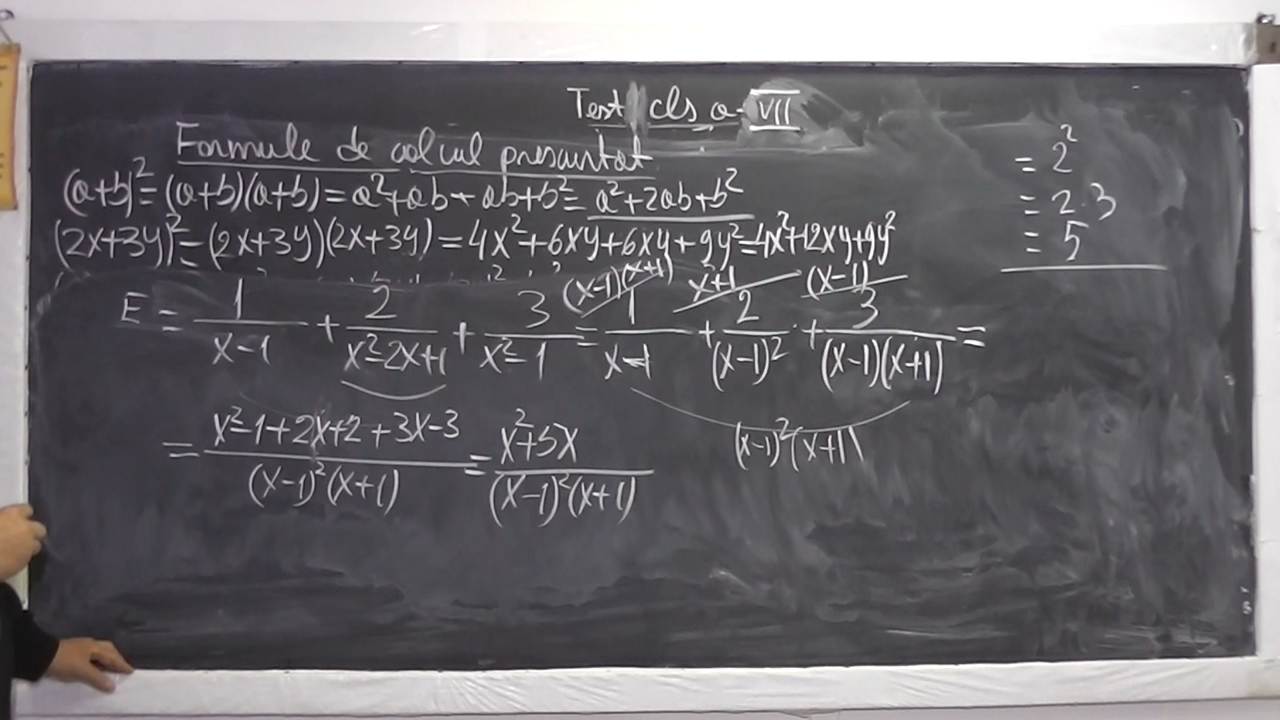 Test cls a VII
Formule de calcul prescurtat
(a+b)²=(a+b)(a+b)=a²+ab+ab+b²=a²+2ab+b²
(2x+3y)²=(2x+3y)(2x+3y)=4x²+6xy+6xy+9y²=4x²+12xy+9y²
(x-1)(x+1) x²+1 (x-1)
E = 1/(x-1) + 2/(x²-2x+1) + 3/(x²-1) = 1/(x-1) + 2/(x-1)² + 3/((x-1)(x+1)) =
(x-1)²(x+1)
= (x²-1+2x+2+3x-3)/((x-1)²(x+1)) = (x²+5x)/((x-1)²(x+1))
= 2²
= 2·3
= 5